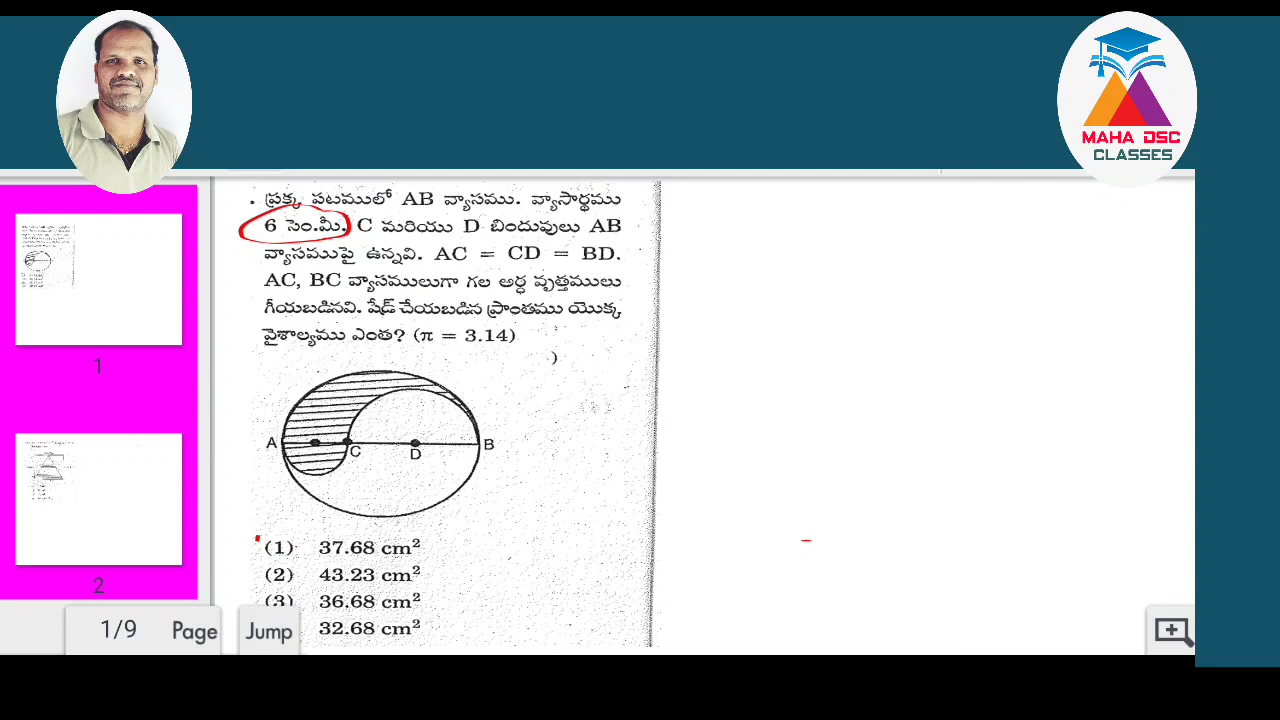 MAHA DSC
CLASSES
. ప్రక్క పటములో AB వ్యాసము. వ్యాసార్థము
6 సెం.మీ. C మరియు D బిందువులు AB
వ్యాసముపై ఉన్నవి. AC = CD = BD.
AC, BC వ్యాసములుగా గల అర్ధ వృత్తములు
గీయబడినవి. షేడ్ చేయబడిన ప్రాంతము యొక్క
వైశాల్యము ఎంత? (π = 3.14)
)
A C D B
(1) 37.68 cm²
(2) 43.23 cm²
(3) 36.68 cm²
32.68 cm²
1
2
1/9 Page Jump